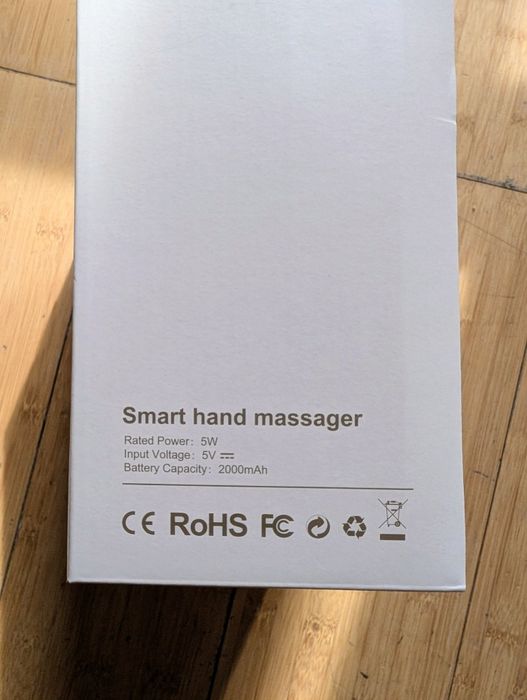 Smart hand massager
Rated Power: 5W
Input Voltage: 5V
Battery Capacity: 2000mAh
CE RoHS FC